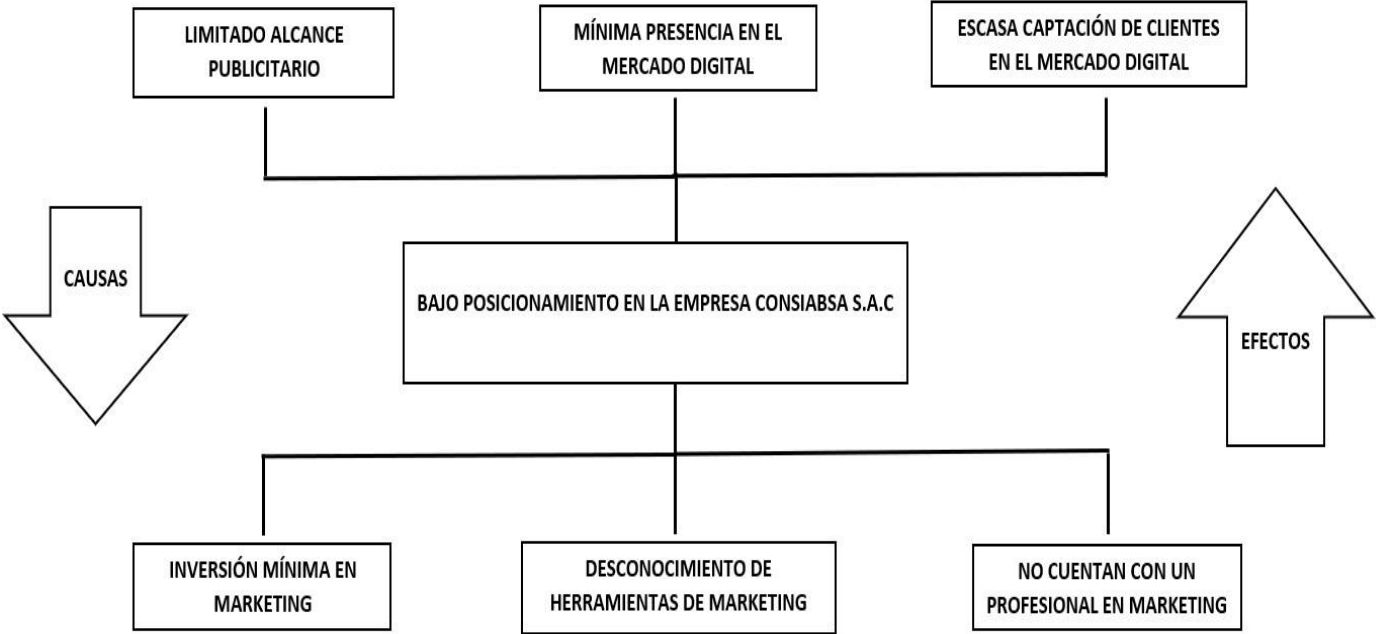 LIMITADO ALCANCE
PUBLICITARIO
MÍNIMA PRESENCIA EN EL
MERCADO DIGITAL
ESCASA CAPTACIÓN DE CLIENTES
EN EL MERCADO DIGITAL
CAUSAS
BAJO POSICIONAMIENTO EN LA EMPRESA CONSIABSA S.A.C
EFECTOS
INVERSIÓN MÍNIMA EN
MARKETING
DESCONOCIMIENTO DE
HERRAMIENTAS DE MARKETING
NO CUENTAN CON UN
PROFESIONAL EN MARKETING